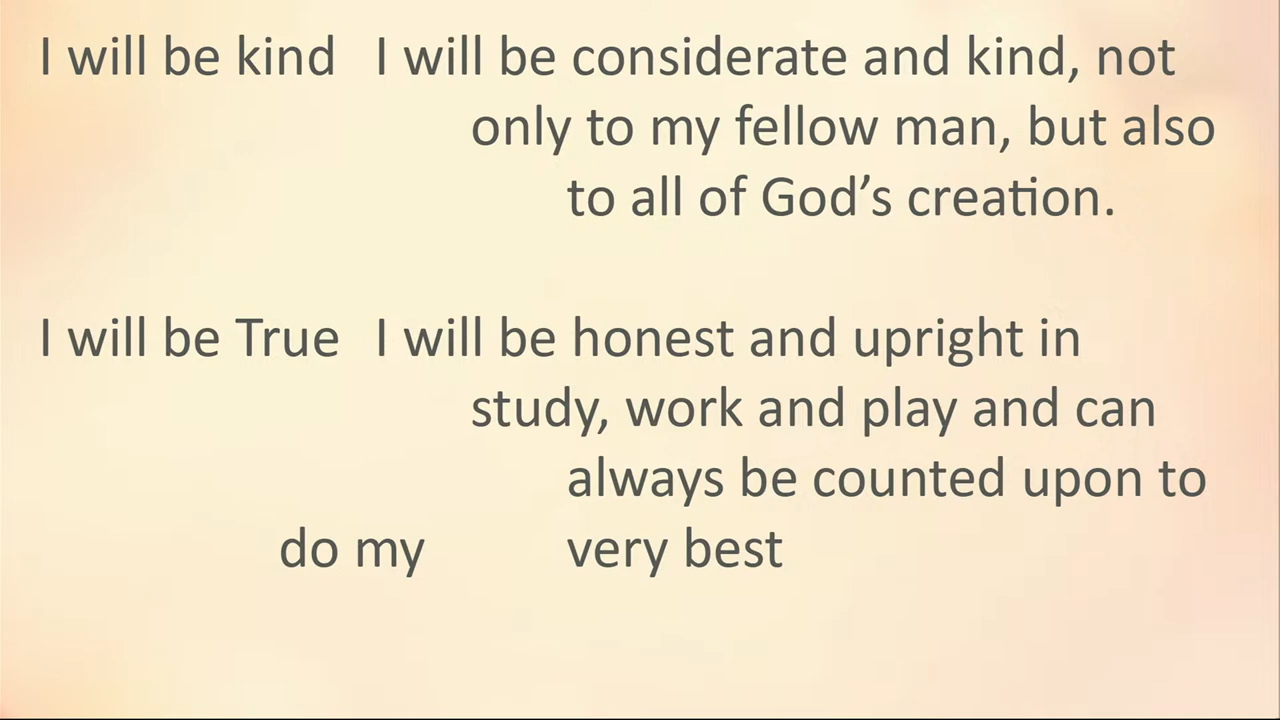 I will be kind I will be considerate and kind, not
only to my fellow man, but also
to all of God’s creation.
I will be True I will be honest and upright in
study, work and play and can
always be counted upon to
do my very best